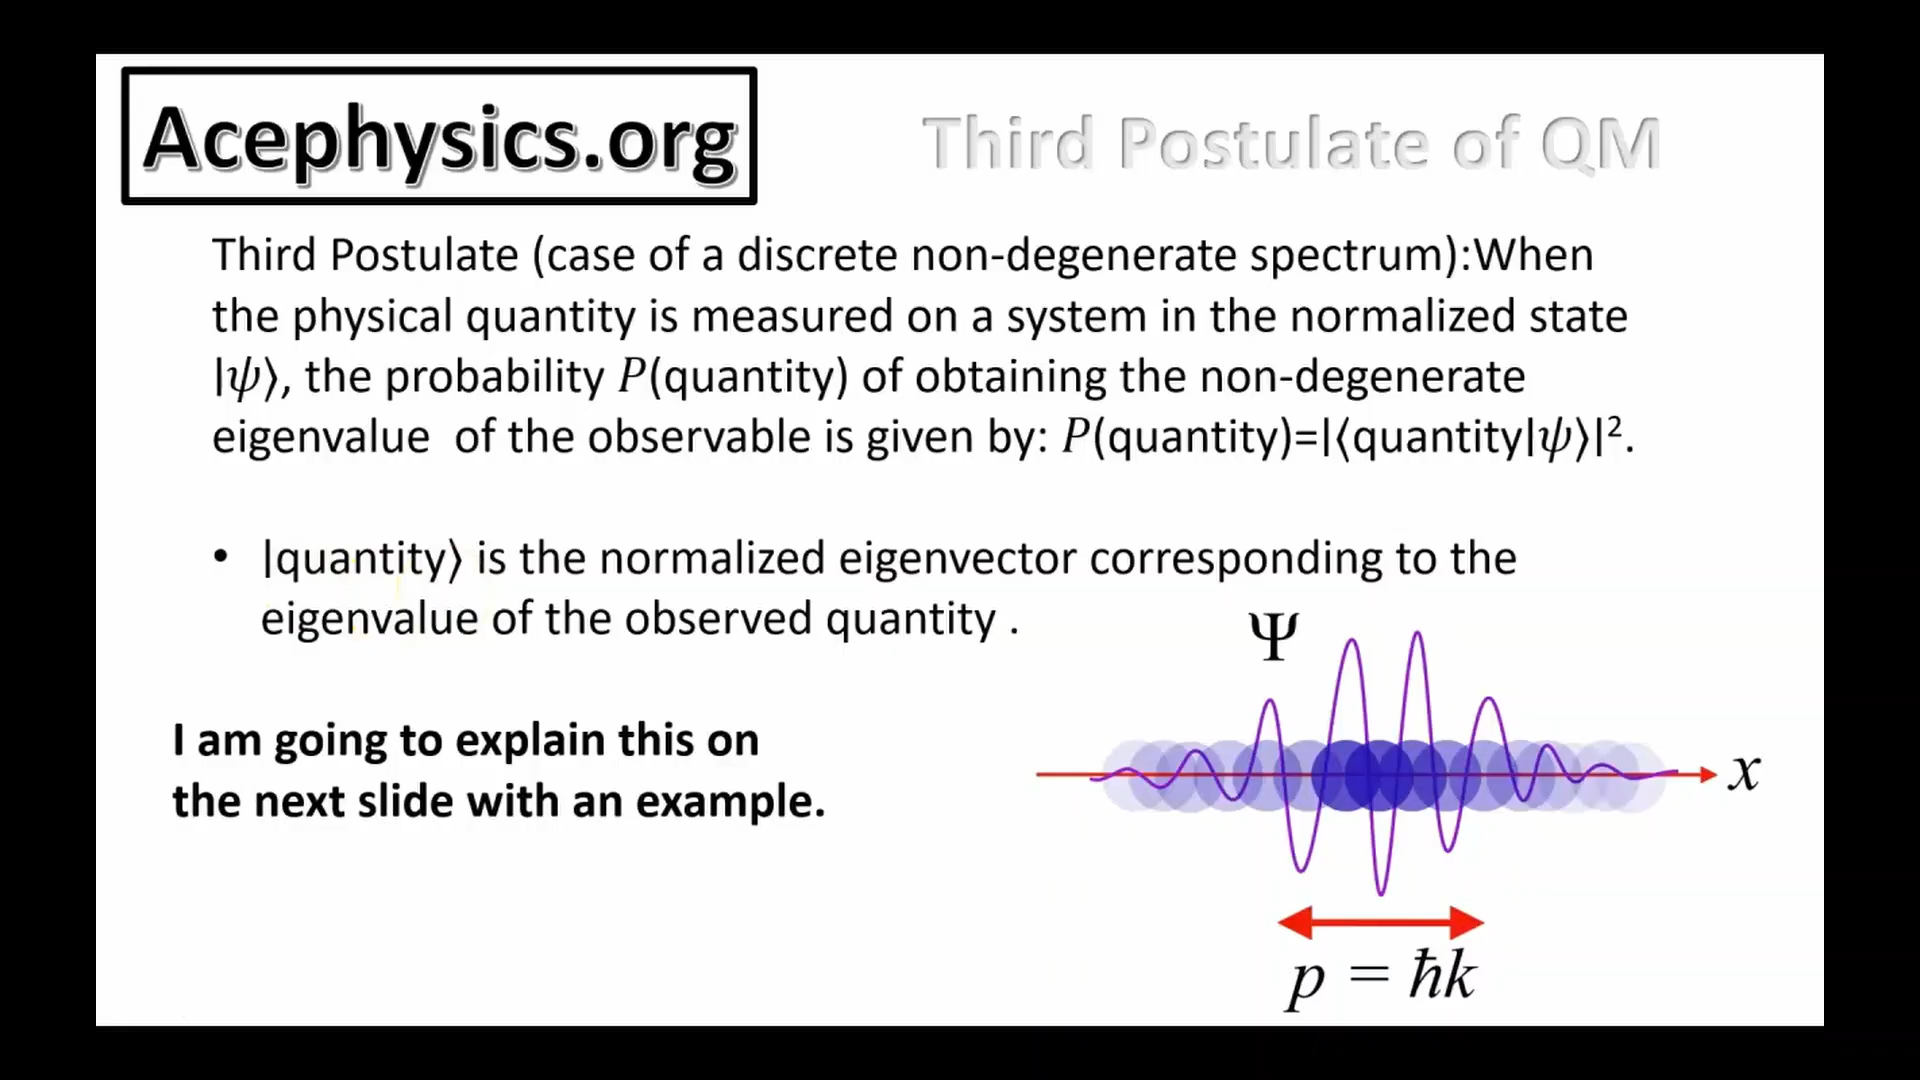 Acephysics.org
Third Postulate of QM
Third Postulate (case of a discrete non-degenerate spectrum):When
the physical quantity is measured on a system in the normalized state
|ψ⟩, the probability P(quantity) of obtaining the non-degenerate
eigenvalue  of the observable is given by: P(quantity)=|⟨quantity|ψ⟩|².
• |quantity⟩ is the normalized eigenvector corresponding to the
eigenvalue of the observed quantity .
I am going to explain this on
the next slide with an example.
Ψ
x
p = ħk